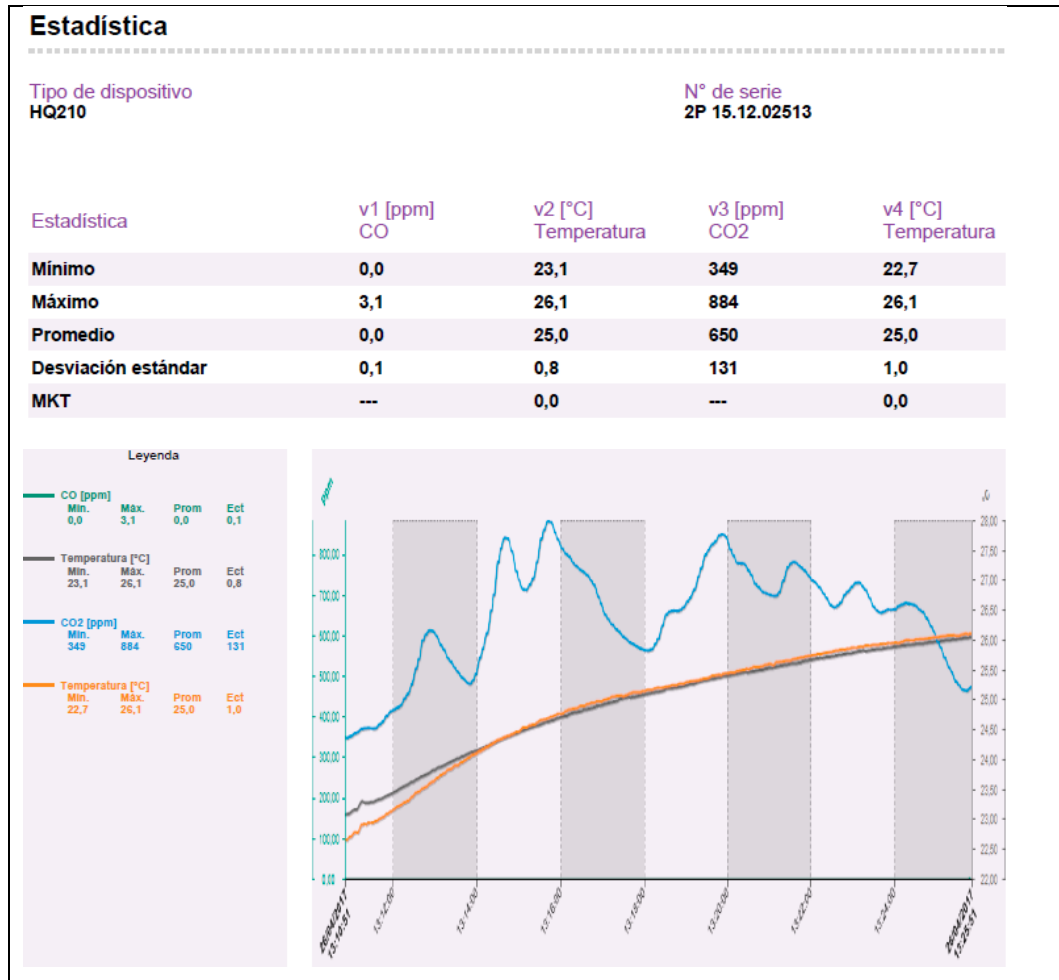 Estadística
Tipo de dispositivo
HQ210
N° de serie
2P 15.12.02513
Estadística v1 [ppm] CO v2 [°C] Temperatura v3 [ppm] CO2 v4 [°C] Temperatura
Mínimo 0,0 23,1 349 22,7
Máximo 3,1 26,1 884 26,1
Promedio 0,0 25,0 650 25,0
Desviación estándar 0,1 0,8 131 1,0
MKT --- 0,0 --- 0,0
Leyenda
CO [ppm]
Mín. Máx. Prom Ect
0,0 3,1 0,0 0,1
Temperatura [°C]
Mín. Máx. Prom Ect
23,1 26,1 25,0 0,8
CO2 [ppm]
Mín. Máx. Prom Ect
349 884 650 131
Temperatura [°C]
Mín. Máx. Prom Ect
22,7 26,1 25,0 1,0
ppm
800,00
700,00
600,00
500,00
400,00
300,00
200,00
100,00
0,00
°C
28,00
27,50
27,00
26,50
26,00
25,50
25,00
24,50
24,00
23,50
23,00
22,50
22,00
26/04/2017
13:10:51
13:12:00
13:14:00
13:16:00
13:18:00
13:20:00
13:22:00
13:24:00
26/04/2017
13:25:51